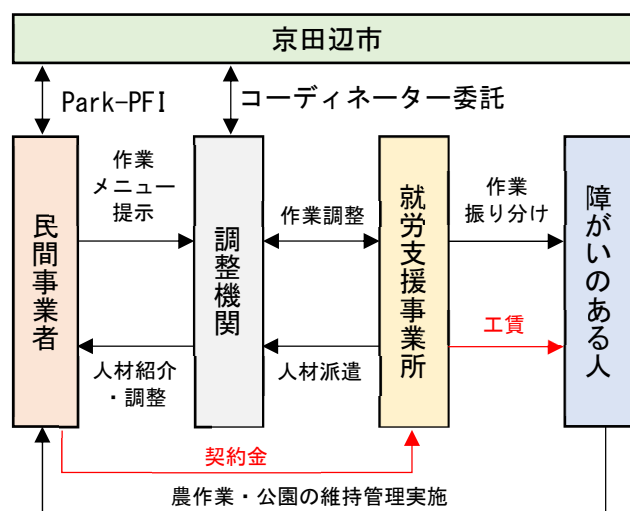 京田辺市
Park-PFI
コーディネーター委託
民間事業者
作業
メニュー
提示
調整機関
作業調整
就労支援事業所
作業
振り分け
障がいのある人
人材紹介
・調整
人材派遣
工賃
契約金
農作業・公園の維持管理実施